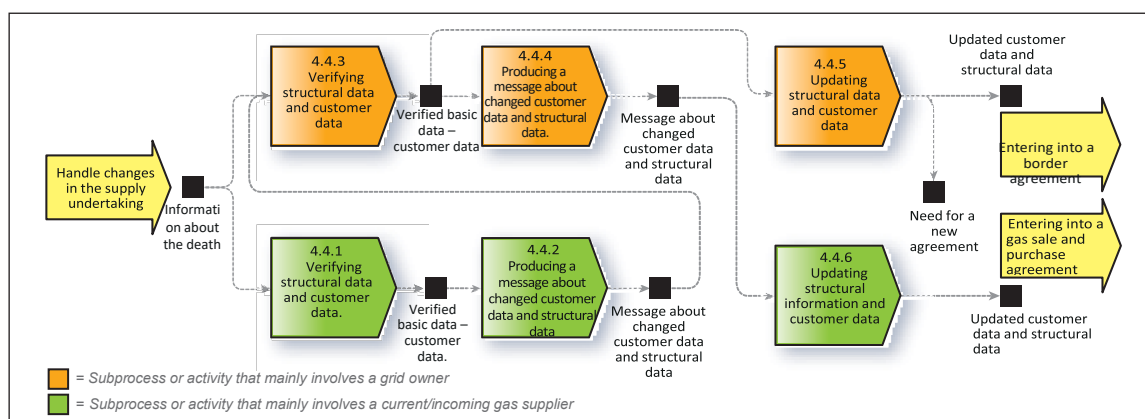 Handle changes
in the supply
undertaking
Informati
on about
the death
4.4.3
Verifying
structural data
and customer
data
Verified basic
data –
customer data
4.4.4
Producing a
message about
changed customer
data and structural
data.
Message about
changed
customer data
and structural
data
4.4.5
Updating
structural data
and customer
data
Updated customer
data and
structural data
Entering into a
border
agreement
Need for a
new
agreement
Entering into a
gas sale and
purchase
agreement
4.4.1
Verifying
structural data
and customer
data.
Verified
basic data –
customer
data.
4.4.2
Producing a
message about
changed customer
data and structural
data
Message about
changed
customer data
and structural
data
4.4.6
Updating
structural
information and
customer data
Updated customer
data and structural
data
= Subprocess or activity that mainly involves a grid owner
= Subprocess or activity that mainly involves a current/incoming gas supplier